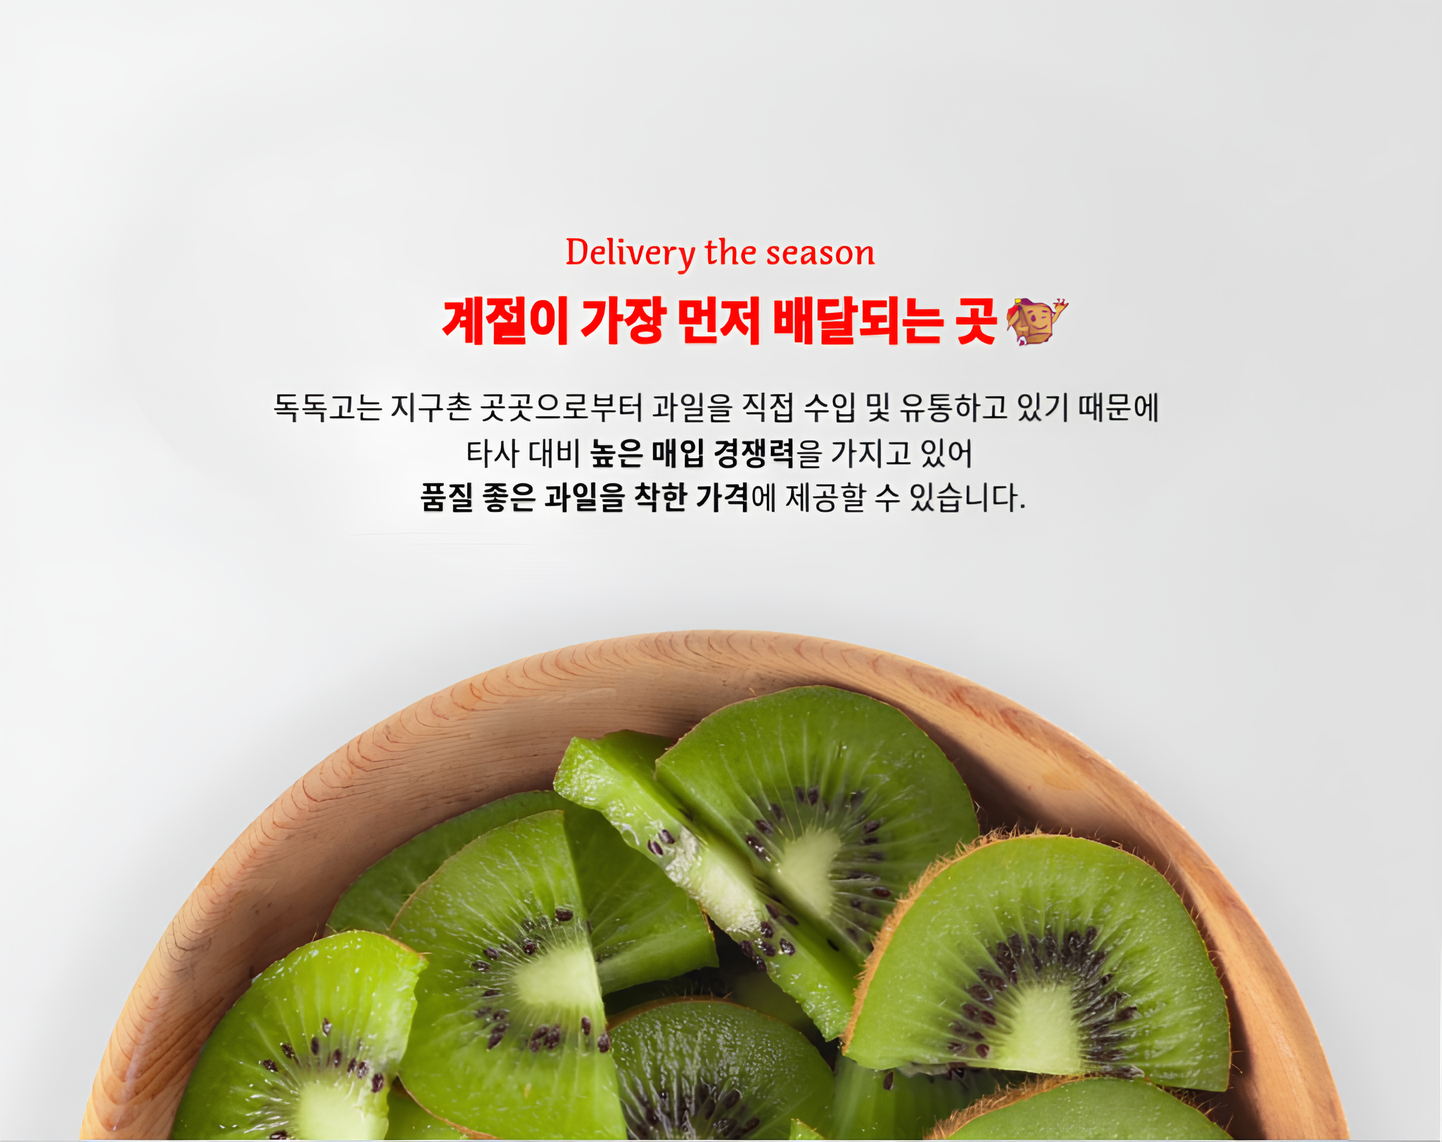 Delivery the season
계절이 가장 먼저 배달되는 곳
독독고는 지구촌 곳곳으로부터 과일을 직접 수입 및 유통하고 있기 때문에
타사 대비 높은 매입 경쟁력을 가지고 있어
품질 좋은 과일을 착한 가격에 제공할 수 있습니다.